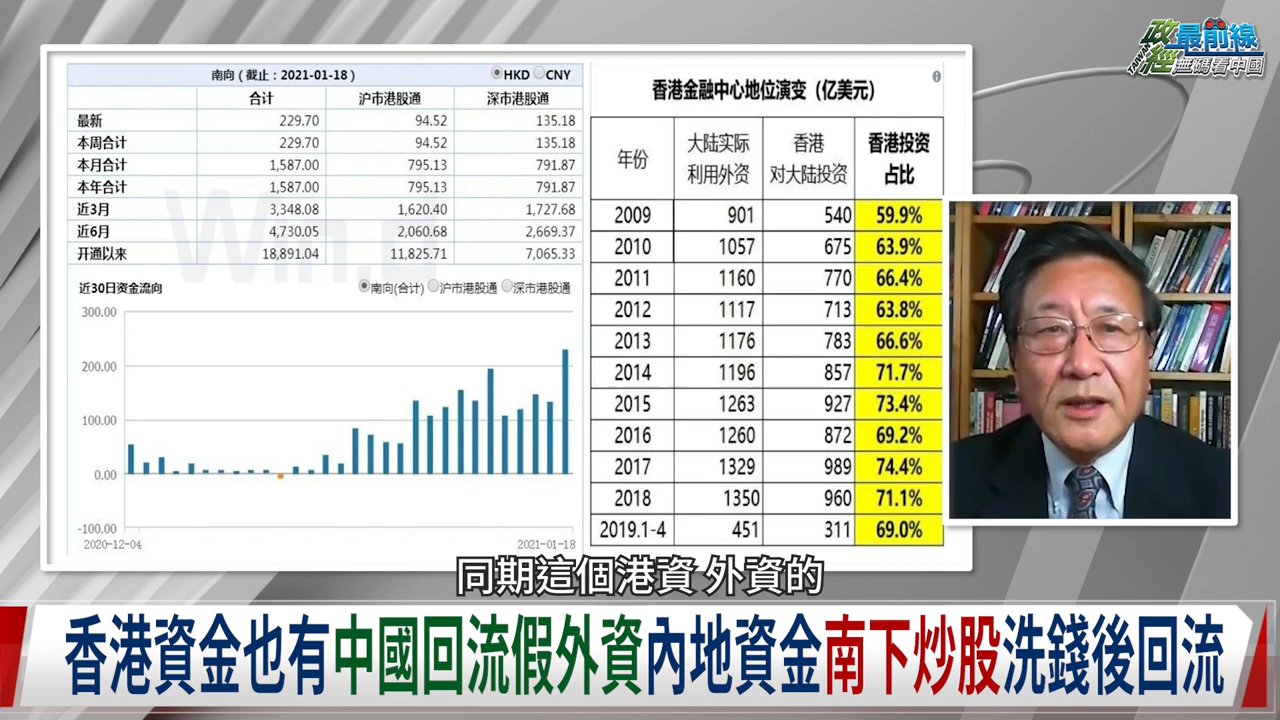 政經最前線
無碼看中國
南向 ( 截止 : 2021-01-18 ) HKD CNY
合计 沪市港股通 深市港股通
最新 229.70 94.52 135.18
本周合计 229.70 94.52 135.18
本月合计 1,587.00 795.13 791.87
本年合计 1,587.00 795.13 791.87
近3月 3,348.08 1,620.40 1,727.68
近6月 4,730.05 2,060.68 2,669.37
开通以来 18,891.04 11,825.71 7,065.33
近30日资金流向 南向(合计) 沪市港股通 深市港股通
300.00
200.00
100.00
0.00
-100.00
2020-12-04 2021-01-18
香港金融中心地位演变（亿美元）
年份 大陆实际利用外资 香港对大陆投资 香港投资占比
2009 901 540 59.9%
2010 1057 675 63.9%
2011 1160 770 66.4%
2012 1117 713 63.8%
2013 1176 783 66.6%
2014 1196 857 71.7%
2015 1263 927 73.4%
2016 1260 872 69.2%
2017 1329 989 74.4%
2018 1350 960 71.1%
2019.1-4 451 311 69.0%
同期這個港資 外資的
香港資金也有中國回流假外資內地資金南下炒股洗錢後回流